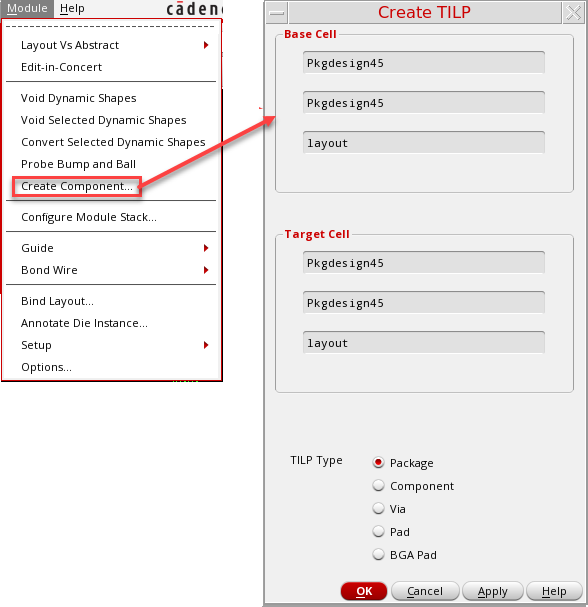 Module Help
cādenc
Layout Vs Abstract
Edit-in-Concert
Void Dynamic Shapes
Void Selected Dynamic Shapes
Convert Selected Dynamic Shapes
Probe Bump and Ball
Create Component...
Configure Module Stack...
Guide
Bond Wire
Bind Layout...
Annotate Die Instance...
Setup
Options...
Create TILP
Base Cell
Pkgdesign45
Pkgdesign45
layout
Target Cell
Pkgdesign45
Pkgdesign45
layout
TILP Type
Package
Component
Via
Pad
BGA Pad
OK Cancel Apply Help